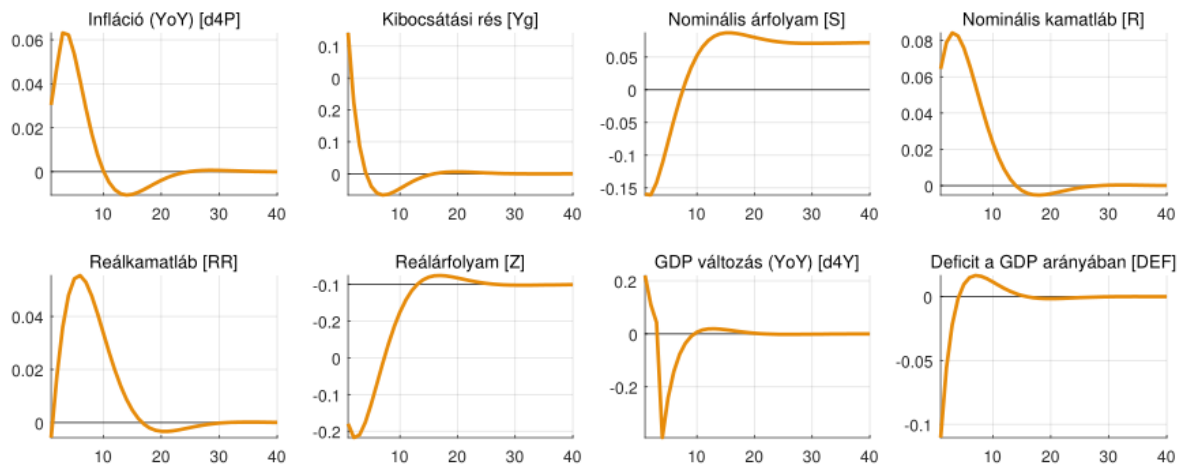 Infláció (YoY) [d4P]
0.06
0.04
0.02
0
10 20 30 40
Kibocsátási rés [Yg]
0.1
0
0.2
0.1
0
10 20 30 40
Nominális árfolyam [S]
0.05
0
-0.05
-0.1
-0.15
10 20 30 40
Nominális kamatláb [R]
0.08
0.06
0.04
0.02
0
10 20 30 40
Reálkamatláb [RR]
0.04
0.02
0
10 20 30 40
Reálárfolyam [Z]
-0.1
-0.2
0
-0.1
-0.2
10 20 30 40
GDP változás (YoY) [d4Y]
0.2
0
-0.2
10 20 30 40
Deficit a GDP arányában [DEF]
0
-0.05
-0.1
10 20 30 40